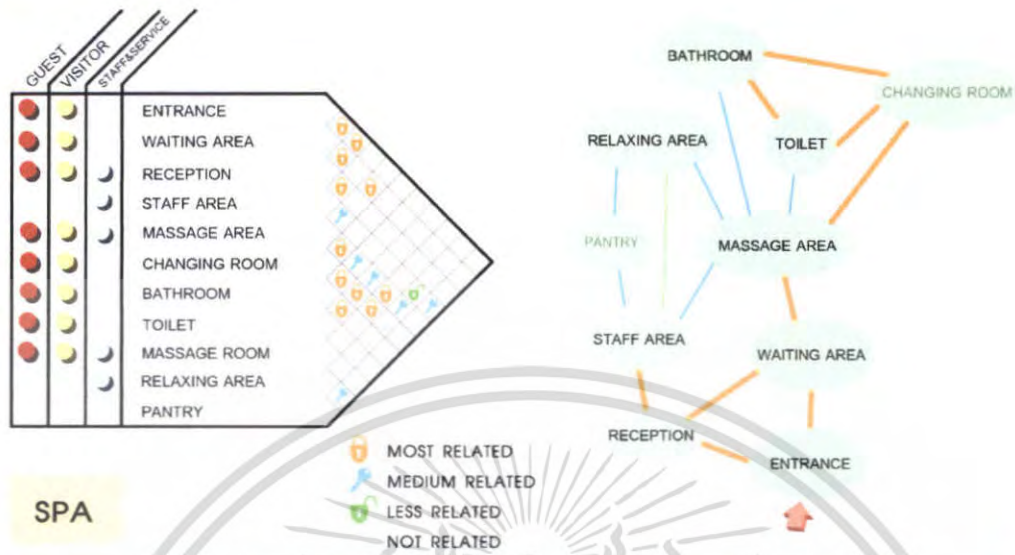 GUEST
VISITOR
STAFF&SERVICE
ENTRANCE
WAITING AREA
RECEPTION
STAFF AREA
MASSAGE AREA
CHANGING ROOM
BATHROOM
TOILET
MASSAGE ROOM
RELAXING AREA
PANTRY
MOST RELATED
MEDIUM RELATED
LESS RELATED
NOT RELATED
SPA
BATHROOM
CHANGING ROOM
RELAXING AREA
TOILET
PANTRY
MASSAGE AREA
STAFF AREA
WAITING AREA
RECEPTION
ENTRANCE